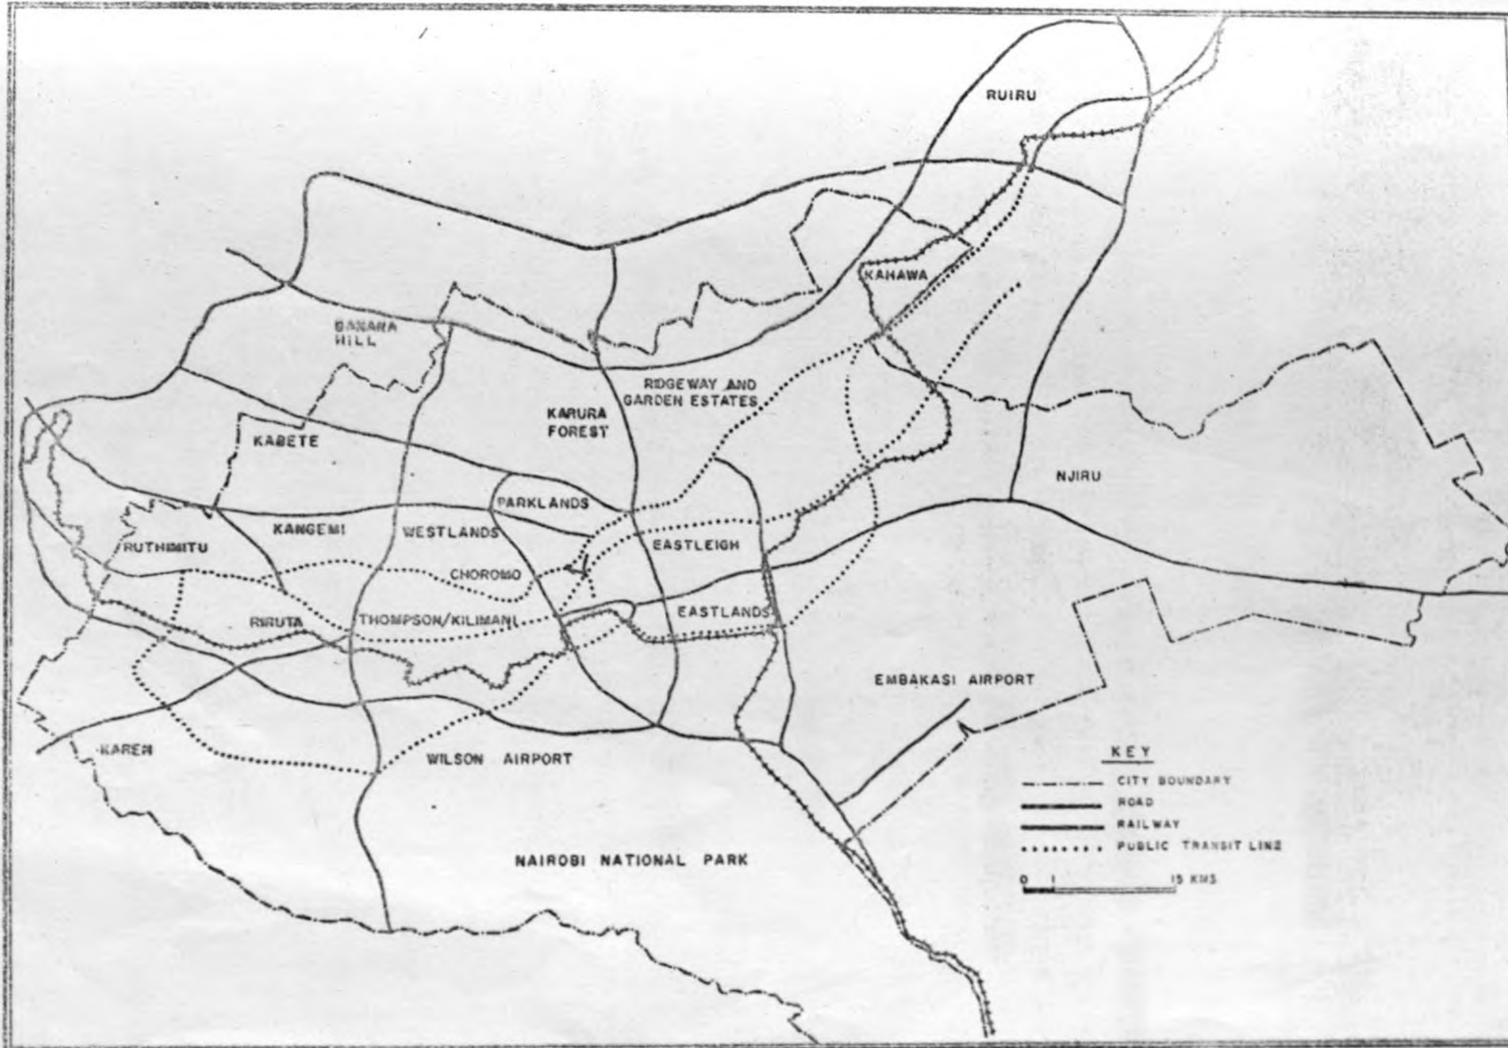 RUIRU
KAHAWA
BANANA
HILL
RIDGEWAY AND
GARDEN ESTATES
KARURA
FOREST
KABETE
NJIRU
PARKLANDS
KANGEMI
WESTLANDS
RUTHIMITU
EASTLEIGH
CHOROMO
EASTLANDS
RIRUTA
THOMPSON/KILIMANI
EMBAKASI AIRPORT
KAREN
WILSON AIRPORT
KEY
CITY BOUNDARY
ROAD
RAILWAY
PUBLIC TRANSIT LINE
0 1 15 KMS
NAIROBI NATIONAL PARK